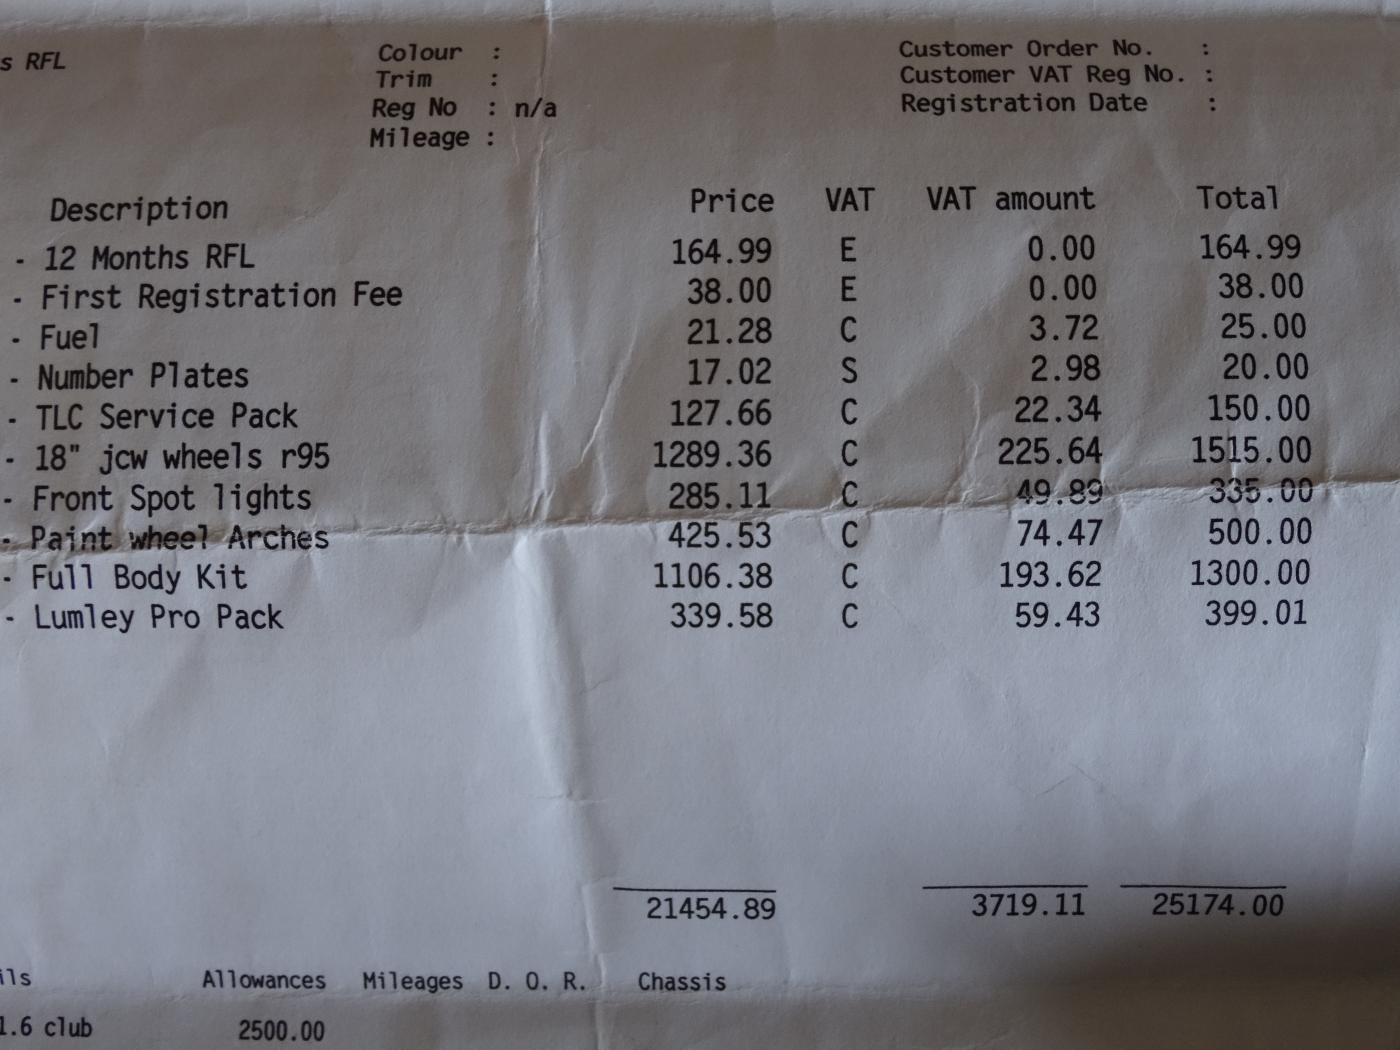 s RFL
Colour :
Trim :
Reg No : n/a
Mileage :
Customer Order No. :
Customer VAT Reg No. :
Registration Date :
Description Price VAT VAT amount Total
- 12 Months RFL 164.99 E 0.00 164.99
- First Registration Fee 38.00 E 0.00 38.00
- Fuel 21.28 C 3.72 25.00
- Number Plates 17.02 S 2.98 20.00
- TLC Service Pack 127.66 C 22.34 150.00
- 18" jcw wheels r95 1289.36 C 225.64 1515.00
- Front Spot lights 285.11 C 49.89 335.00
- Paint wheel Arches 425.53 C 74.47 500.00
- Full Body Kit 1106.38 C 193.62 1300.00
- Lumley Pro Pack 339.58 C 59.43 399.01
21454.89 3719.11 25174.00
ils Allowances Mileages D. O. R. Chassis
1.6 club 2500.00